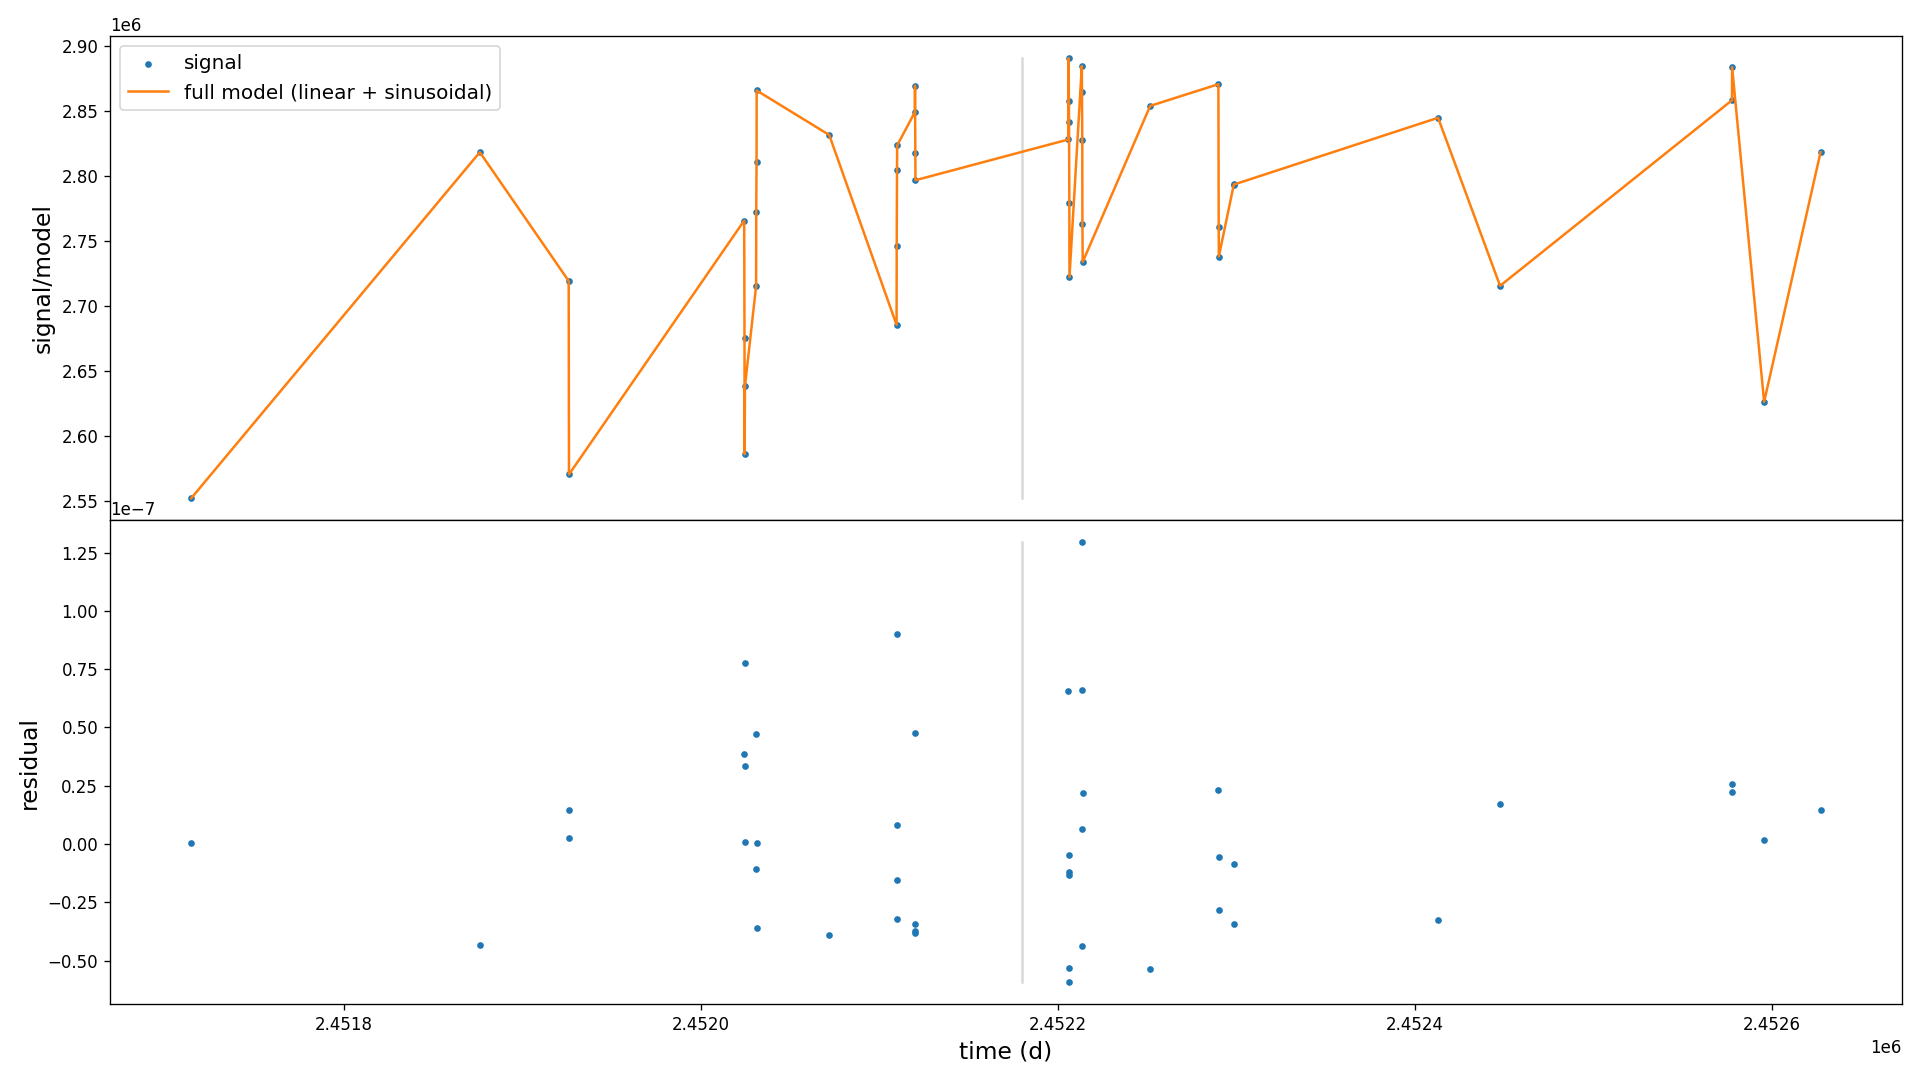 1e6
2.90
2.85
2.80
2.75
2.70
2.65
2.60
2.55
signal/model
signal
full model (linear + sinusoidal)
1e−7
1.25
1.00
0.75
0.50
0.25
0.00
−0.25
−0.50
residual
2.4518
2.4520
2.4522
2.4524
2.4526
time (d)
1e6